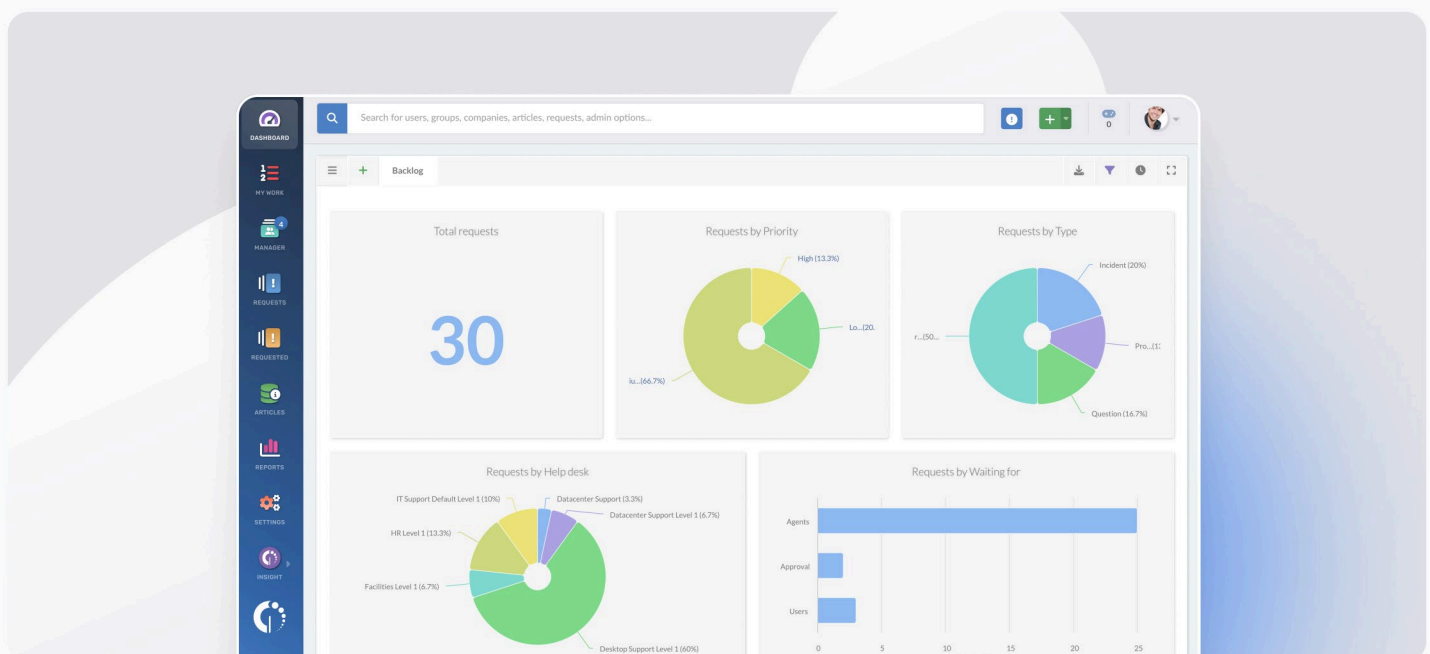 DASHBOARD
Search for users, groups, companies, articles, requests, admin options...
0
1
2
MY WORK
4
MANAGER
REQUESTS
REQUESTED
ARTICLES
REPORTS
SETTINGS
INSIGHT
Backlog
Total requests
30
Requests by Priority
High (13.3%)
Lo...(20.
iu...(66.7%)
Requests by Type
Incident (20%)
r...(50...
Pro...(1
Question (16.7%)
Requests by Help desk
IT Support Default Level 1 (10%)
Datacenter Support (3.3%)
Datacenter Support Level 1 (6.7%)
HR Level 1 (13.3%)
Facilities Level 1 (6.7%)
Desktop Support Level 1 (60%)
Requests by Waiting for
Agents
Approval
Users
0 5 10 15 20 25